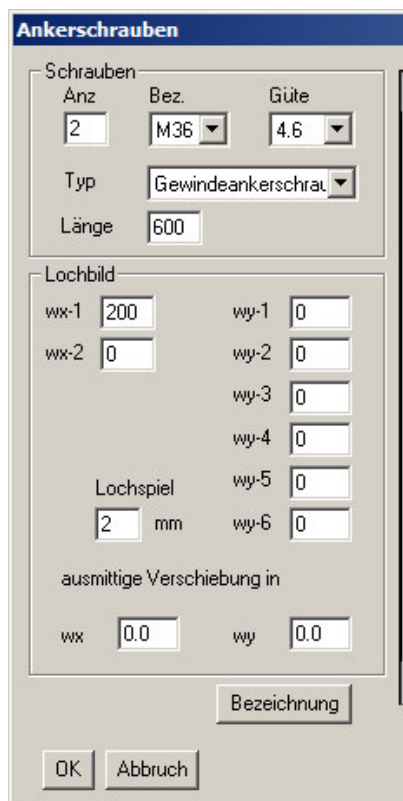 Ankerschrauben
Schrauben
Anz Bez. Güte
2 M36 4.6
Typ Gewindeankerschrau
Länge 600
Lochbild
wx-1 200 wy-1 0
wx-2 0 wy-2 0
wy-3 0
wy-4 0
Lochspiel wy-5 0
2 mm wy-6 0
ausmittige Verschiebung in
wx 0.0 wy 0.0
Bezeichnung
OK Abbruch